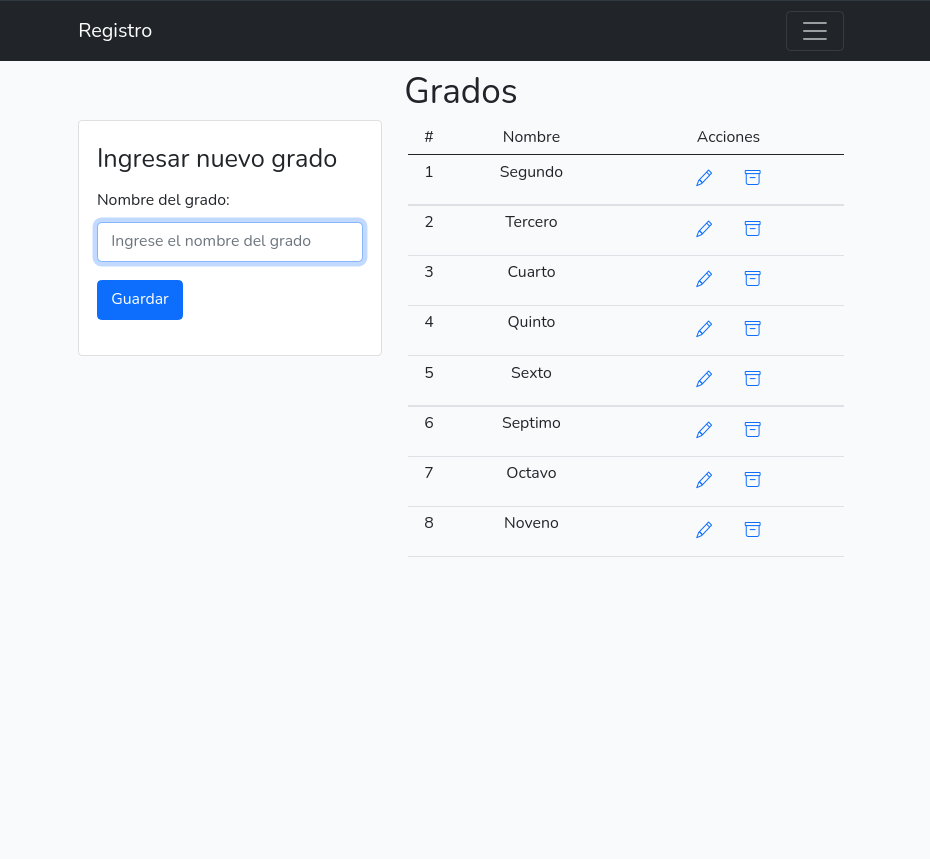 Registro
Grados
Ingresar nuevo grado
Nombre del grado:
Ingrese el nombre del grado
Guardar
# Nombre Acciones
1 Segundo
2 Tercero
3 Cuarto
4 Quinto
5 Sexto
6 Septimo
7 Octavo
8 Noveno